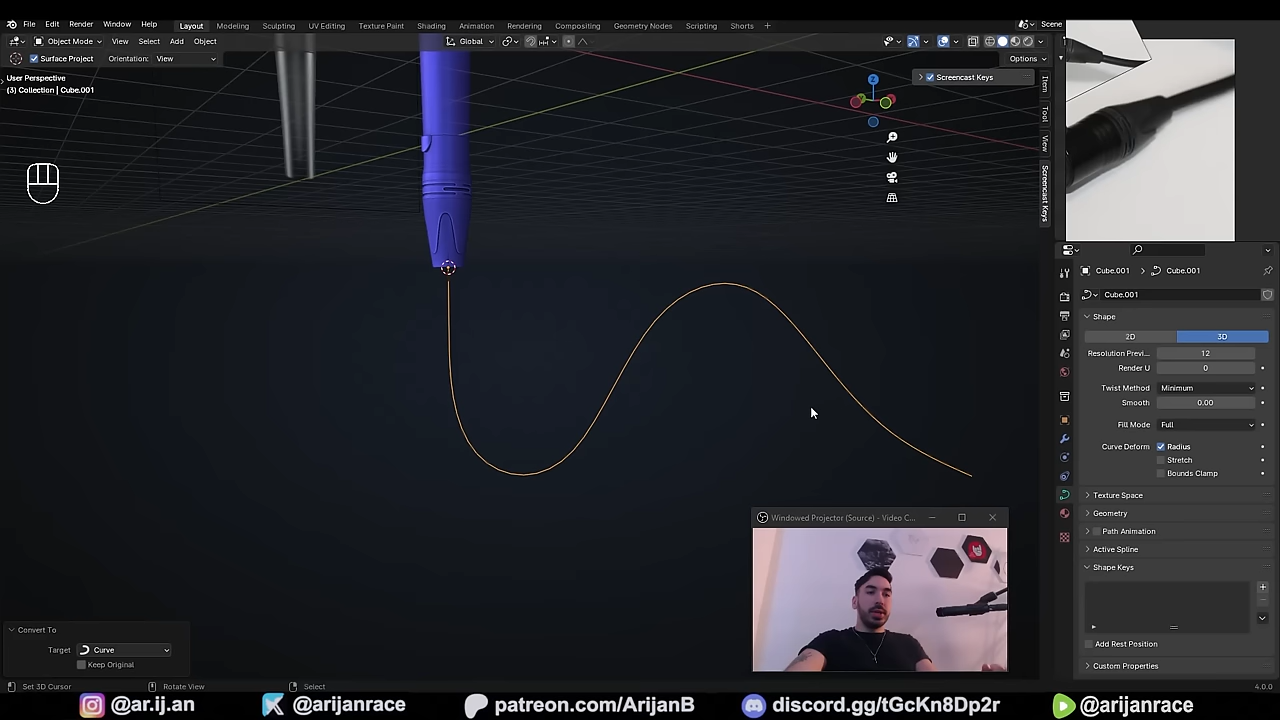 File Edit Render Window Help
Layout Modeling Sculpting UV Editing Texture Paint Shading Animation Rendering Compositing Geometry Nodes Scripting Shorts +
Scene
Object Mode View Select Add Object
Global
Surface Project Orientation: View
Options
User Perspective
(3) Collection | Cube.001
Screencast Keys
Item
Tool
View
Screencast Keys
Z
Cube.001 > Cube.001
Cube.001
Shape
2D 3D
Resolution Previ... 12
Render U 0
Twist Method Minimum
Smooth 0.00
Fill Mode Full
Curve Deform Radius
Stretch
Bounds Clamp
Texture Space
Geometry
Path Animation
Active Spline
Shape Keys
Add Rest Position
Custom Properties
Windowed Projector (Source) - Video C...
Convert To
Target Curve
Keep Original
Set 3D Cursor Rotate View Select
4.0.0
@ar.ij.an @arijanrace patreon.com/ArijanB discord.gg/tGcKn8Dp2r @arijanrace